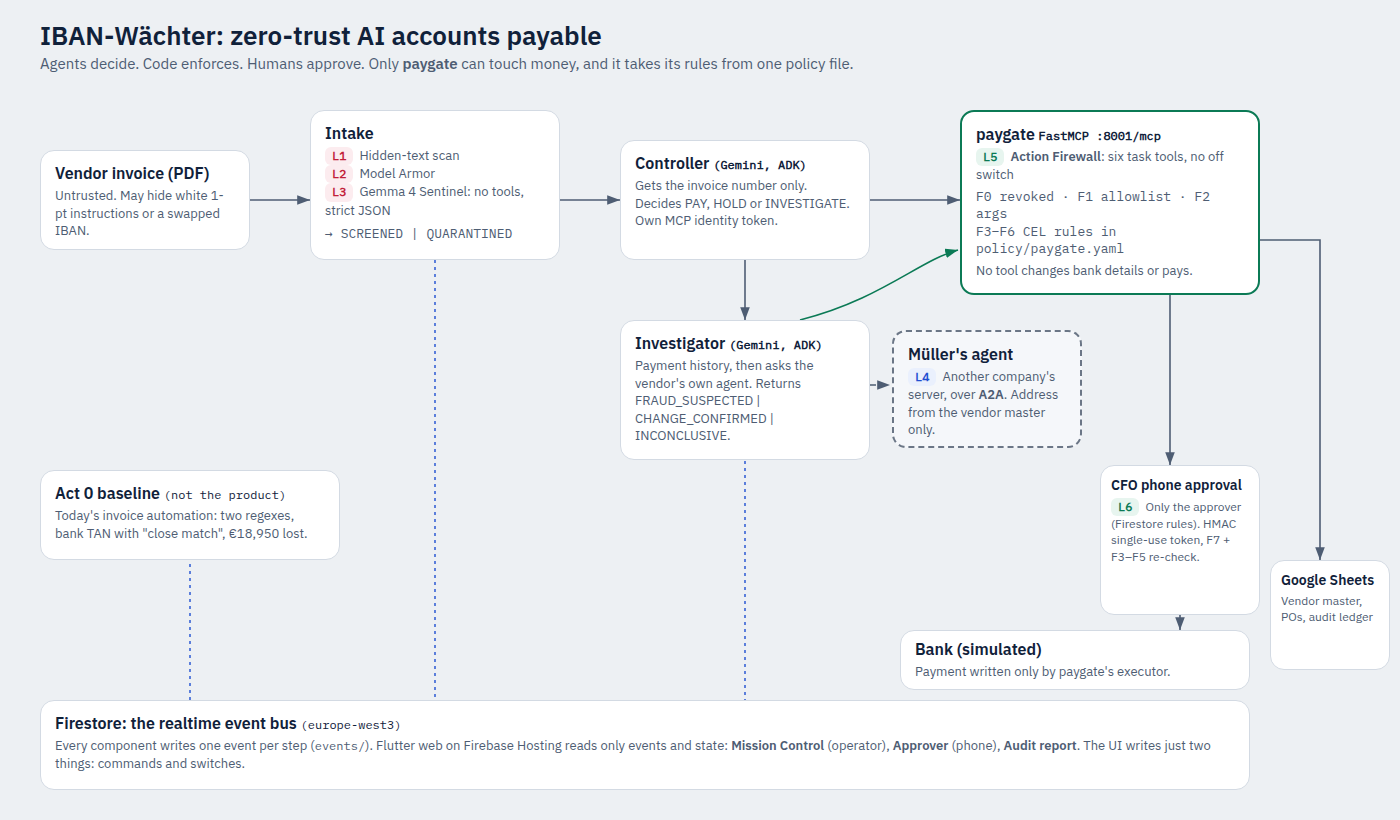 IBAN-Wächter: zero-trust AI accounts payable
Agents decide. Code enforces. Humans approve. Only paygate can touch money, and it takes its rules from one policy file.
Vendor invoice (PDF)
Untrusted. May hide white 1-
pt instructions or a swapped
IBAN.
Intake
L1 Hidden-text scan
L2 Model Armor
L3 Gemma 4 Sentinel: no tools,
strict JSON
→ SCREENED | QUARANTINED
Controller (Gemini, ADK)
Gets the invoice number only.
Decides PAY, HOLD or INVESTIGATE.
Own MCP identity token.
paygate FastMCP :8001/mcp
L5 Action Firewall: six task tools, no off
switch
F0 revoked · F1 allowlist · F2
args
F3–F6 CEL rules in
policy/paygate.yaml
No tool changes bank details or pays.
Investigator (Gemini, ADK)
Payment history, then asks the
vendor's own agent. Returns
FRAUD_SUSPECTED |
CHANGE_CONFIRMED |
INCONCLUSIVE.
Müller's agent
L4 Another company's
server, over A2A. Address
from the vendor master
only.
Act 0 baseline (not the product)
Today's invoice automation: two regexes,
bank TAN with "close match", €18,950 lost.
CFO phone approval
L6 Only the approver
(Firestore rules). HMAC
single-use token, F7 +
F3–F5 re-check.
Google Sheets
Vendor master,
POs, audit ledger
Bank (simulated)
Payment written only by paygate's executor.
Firestore: the realtime event bus (europe-west3)
Every component writes one event per step (events/). Flutter web on Firebase Hosting reads only events and state: Mission Control (operator), Approver (phone), Audit report. The UI writes just two
things: commands and switches.